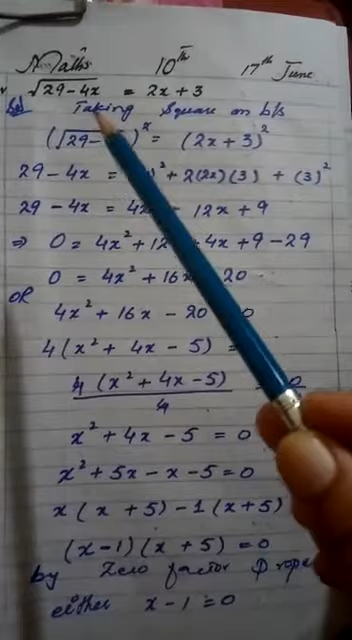 Maths 10th 17th June
√29-4x = 2x+3
Sol Taking Square on b/s
(√29- )² = (2x+3)²
29-4x = ² + 2(2x)(3) + (3)²
29-4x = 4x 12x+9
⇒ 0 = 4x²+12 4x+9-29
0 = 4x²+16x 20
OR
4x²+16x-20 0
4(x²+4x-5) =
4(x²+4x-5) 0
4
x²+4x-5 = 0
x²+5x-x-5=0
x(x+5)-1(x+5)
(x-1)(x+5)=0
by Zero factor
either x-1=0